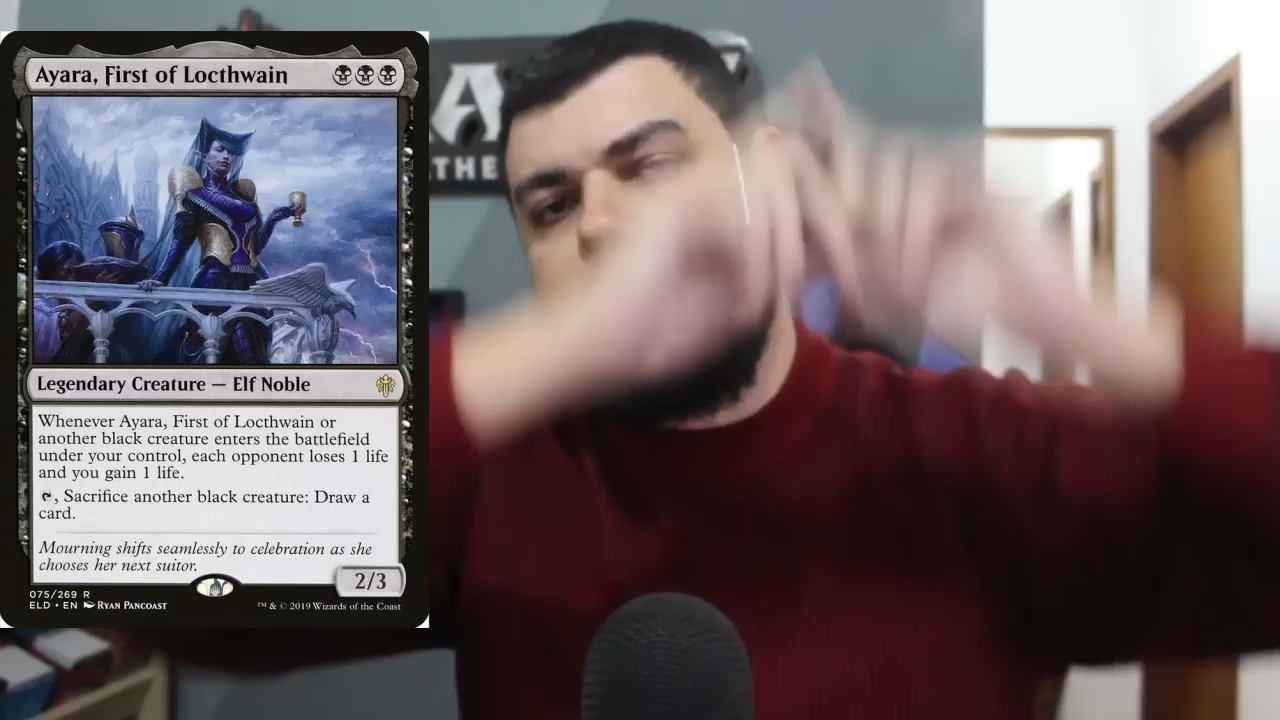 Ayara, First of Locthwain
Legendary Creature — Elf Noble
Whenever Ayara, First of Locthwain or
another black creature enters the battlefield
under your control, each opponent loses 1 life
and you gain 1 life.
, Sacrifice another black creature: Draw a
card.
Mourning shifts seamlessly to celebration as she
chooses her next suitor.
2/3
075/269 R
ELD • EN RYAN PANCOAST
™ & © 2019 Wizards of the Coast
THE